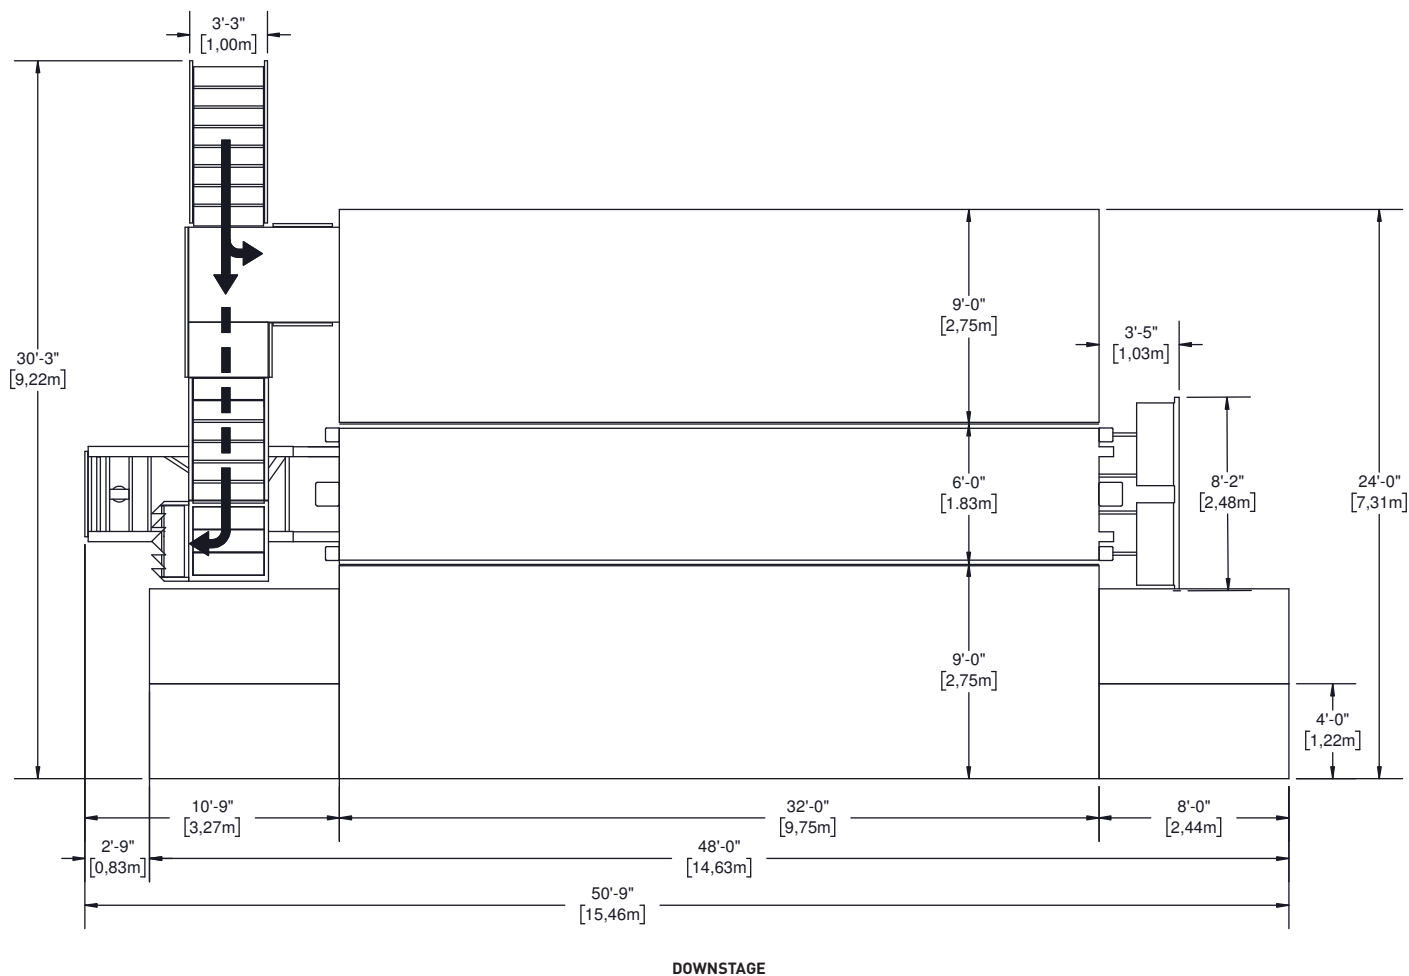 3'-3"
[1,00m]
9'-0"
[2,75m]
3'-5"
[1,03m]
30'-3"
[9,22m]
6'-0"
[1.83m]
8'-2"
[2,48m]
24'-0"
[7,31m]
9'-0"
[2,75m]
4'-0"
[1,22m]
10'-9"
[3,27m]
32'-0"
[9,75m]
8'-0"
[2,44m]
2'-9"
[0,83m]
48'-0"
[14,63m]
50'-9"
[15,46m]
DOWNSTAGE